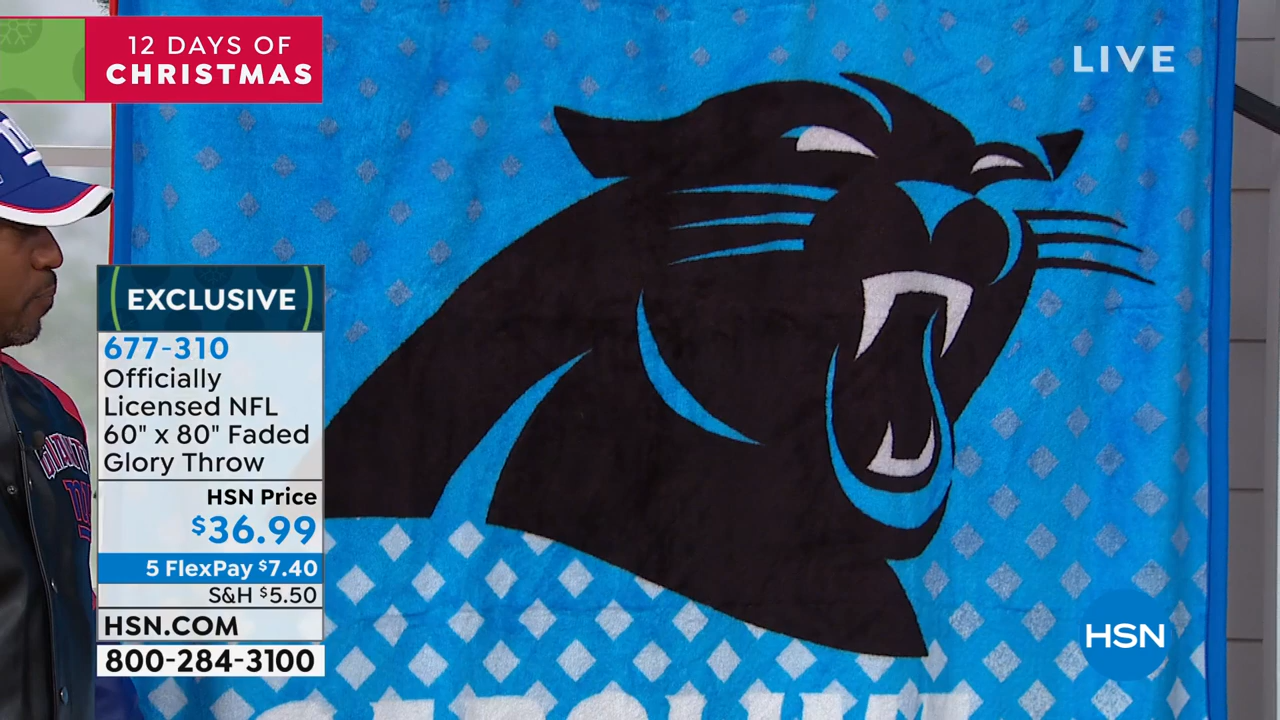 12 DAYS OF
CHRISTMAS
LIVE
EXCLUSIVE
677-310
Officially
Licensed NFL
60" x 80" Faded
Glory Throw
HSN Price
$36.99
5 FlexPay $7.40
S&H $5.50
HSN.COM
800-284-3100
HSN